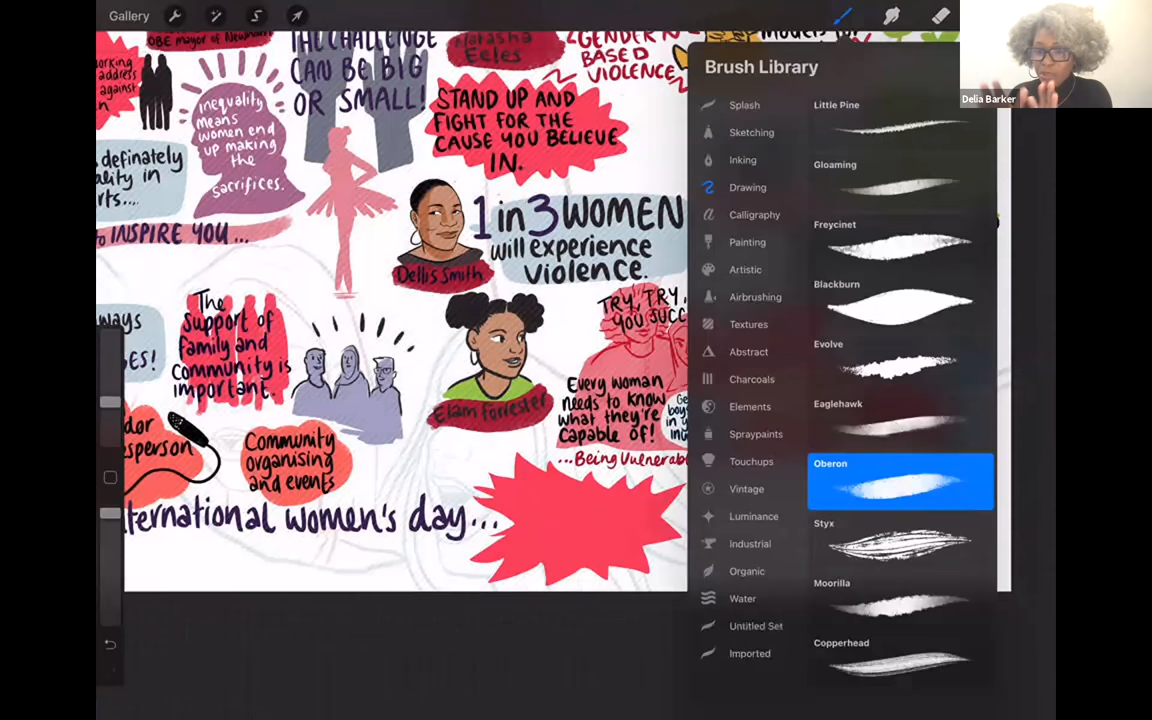 Gallery
OBE mayor of Newham
orking
address
against
n
inequality
means
women end
up making
the
sacrifices.
THE CHALLENGE
CAN BE BIG
OR SMALL!
Natasha
Eeles
GENDER
BASED
VIOLENCE
STAND UP AND
FIGHT FOR THE
CAUSE YOU BELIEVE
IN.
definately
ality in
rts....
to INSPIRE YOU...
Dellis Smith
1 in 3 WOMEN
will experience
violence.
ways
ES!
The
support of
family and
community is
important.
TRY, TRY,
YOU SUCC
Elam Forrester
Every woman
needs to know
what they're
capable of!
...Being Vulnerab
dor
esperson
Community
organising
and events
ternational women's day...
Brush Library
Splash
Sketching
Inking
Drawing
Calligraphy
Painting
Artistic
Airbrushing
Textures
Abstract
Charcoals
Elements
Spraypaints
Touchups
Vintage
Luminance
Industrial
Organic
Water
Untitled Set
Imported
Little Pine
Gloaming
Freycinet
Blackburn
Evolve
Eaglehawk
Oberon
Styx
Moorilla
Copperhead
Delia Barker